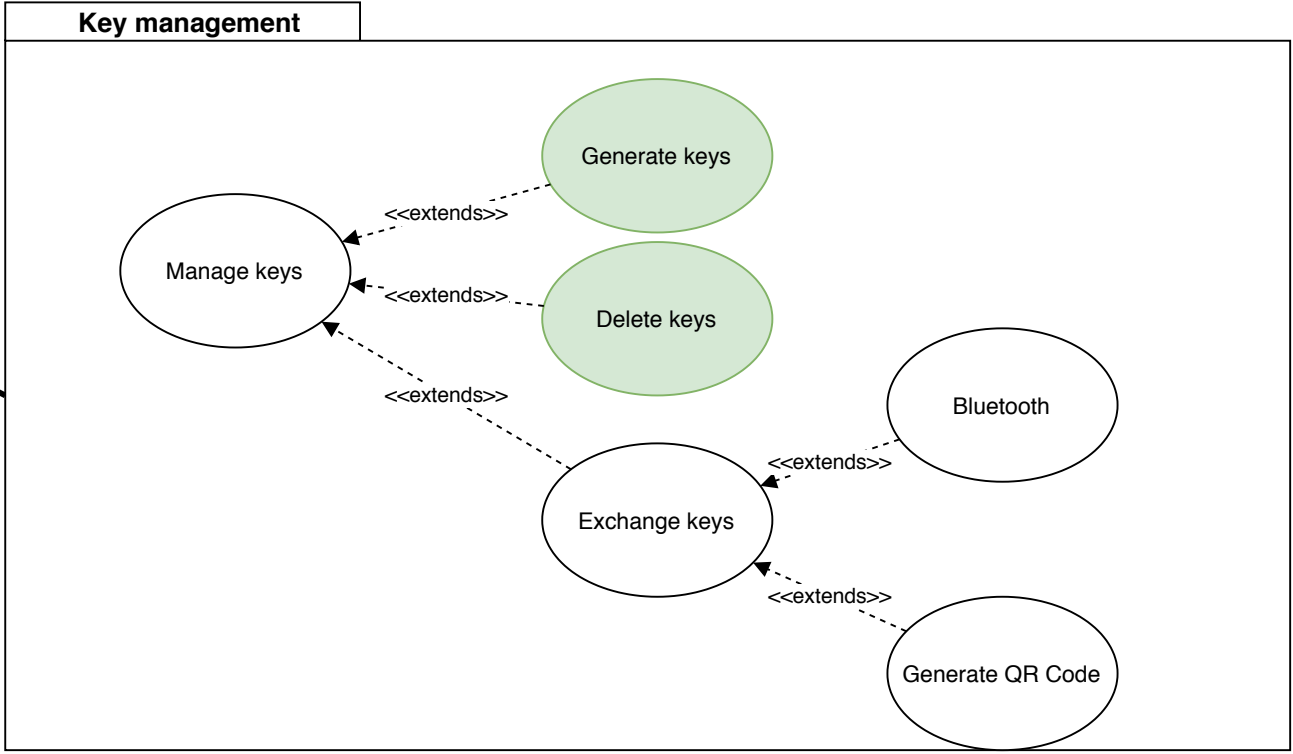 Key management
Generate keys
<<extends>>
Manage keys
<<extends>>
Delete keys
<<extends>>
Bluetooth
<<extends>>
Exchange keys
<<extends>>
Generate QR Code